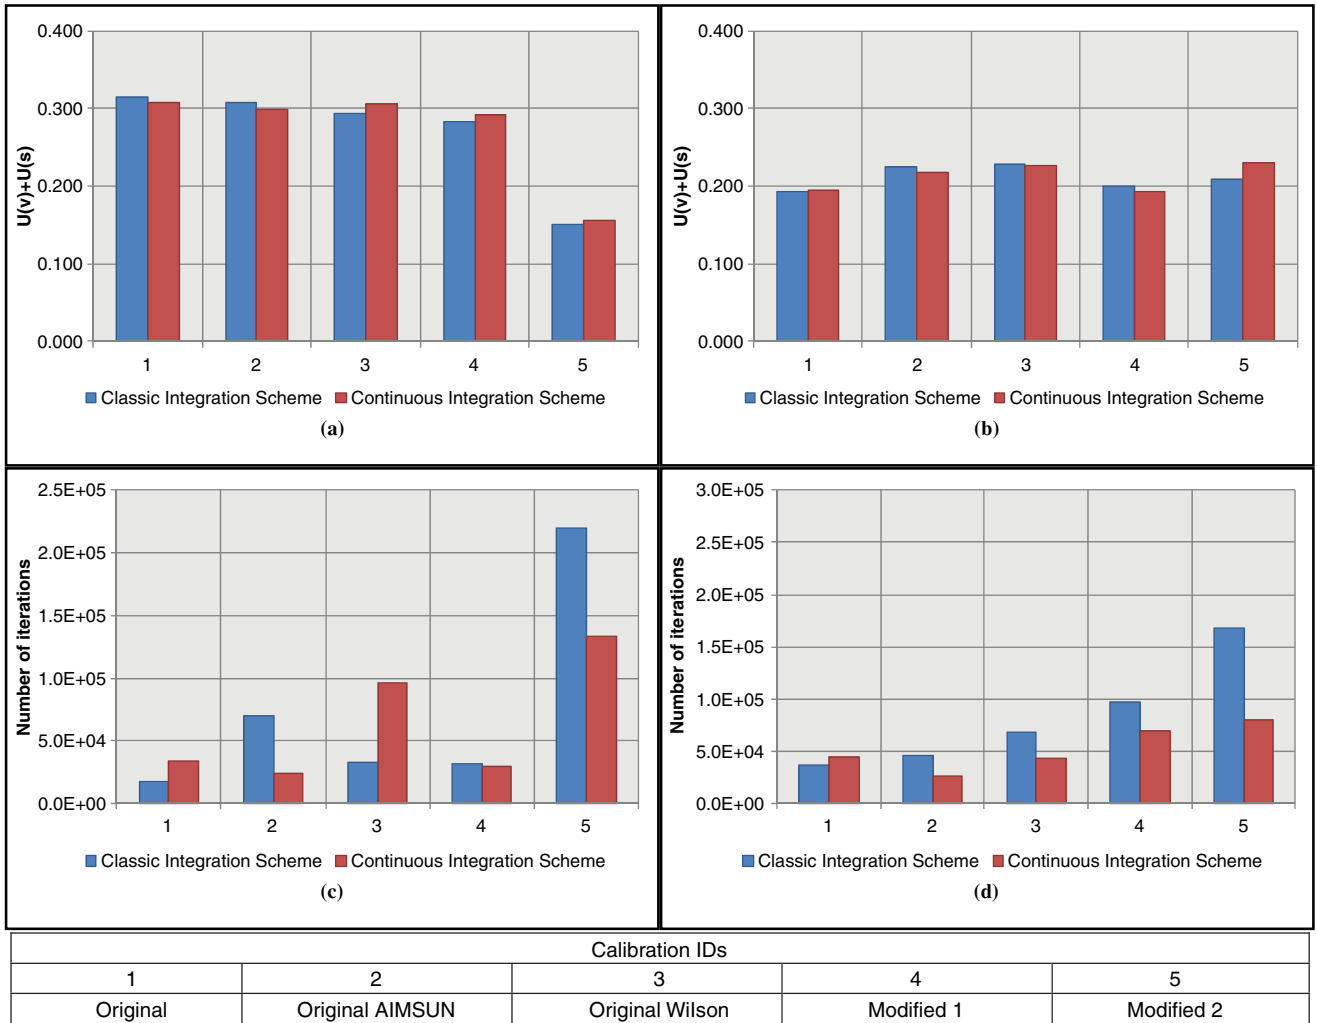 0.400
0.300
0.200
0.100
0.000
U(v)+U(s)
1 2 3 4 5
Classic Integration Scheme Continuous Integration Scheme
(a)
0.400
0.300
0.200
0.100
0.000
U(v)+U(s)
1 2 3 4 5
Classic Integration Scheme Continuous Integration Scheme
(b)
2.5E+05
2.0E+05
1.5E+05
1.0E+05
5.0E+04
0.0E+00
Number of iterations
1 2 3 4 5
Classic Integration Scheme Continuous Integration Scheme
(c)
3.0E+05
2.5E+05
2.0E+05
1.5E+05
1.0E+05
5.0E+04
0.0E+00
Number of iterations
1 2 3 4 5
Classic Integration Scheme Continuous Integration Scheme
(d)
Calibration IDs
1 2 3 4 5
Original Original AIMSUN Original Wilson Modified 1 Modified 2